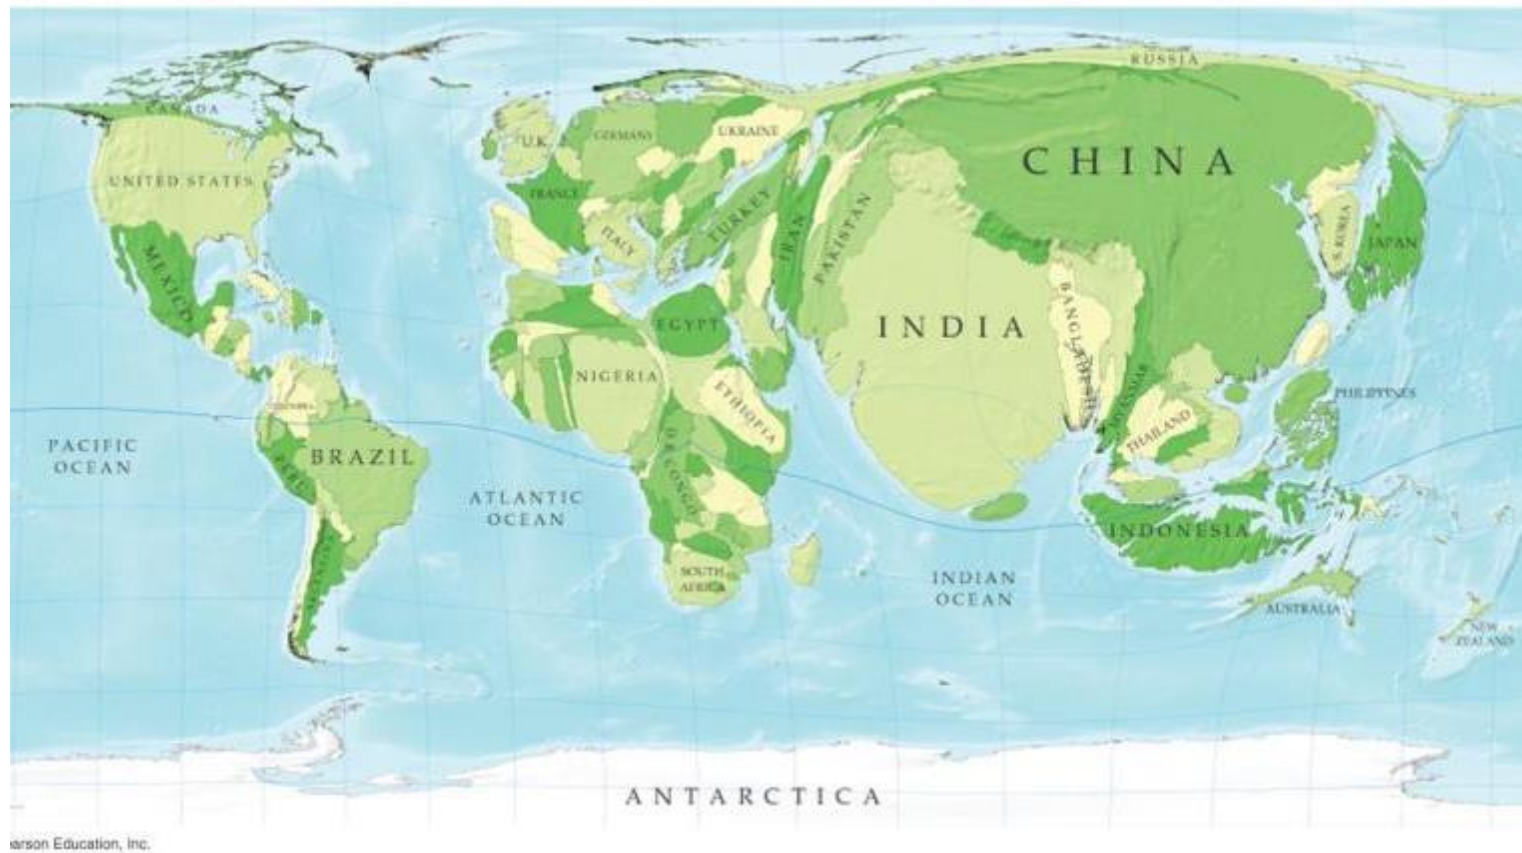 RUSSIA
CANADA
U.K.
GERMANY
UKRAINE
CHINA
UNITED STATES
FRANCE
TURKEY
IRAN
PAKISTAN
ITALY
S. KOREA
JAPAN
MEXICO
EGYPT
INDIA
BANGLADESH
NIGERIA
ETHIOPIA
MYANMAR
PHILIPPINES
THAILAND
PACIFIC
OCEAN
BRAZIL
PERU
D.R. CONGO
ATLANTIC
OCEAN
INDONESIA
SOUTH
AFRICA
INDIAN
OCEAN
AUSTRALIA
NEW
ZEALAND
ANTARCTICA
arson Education, Inc.